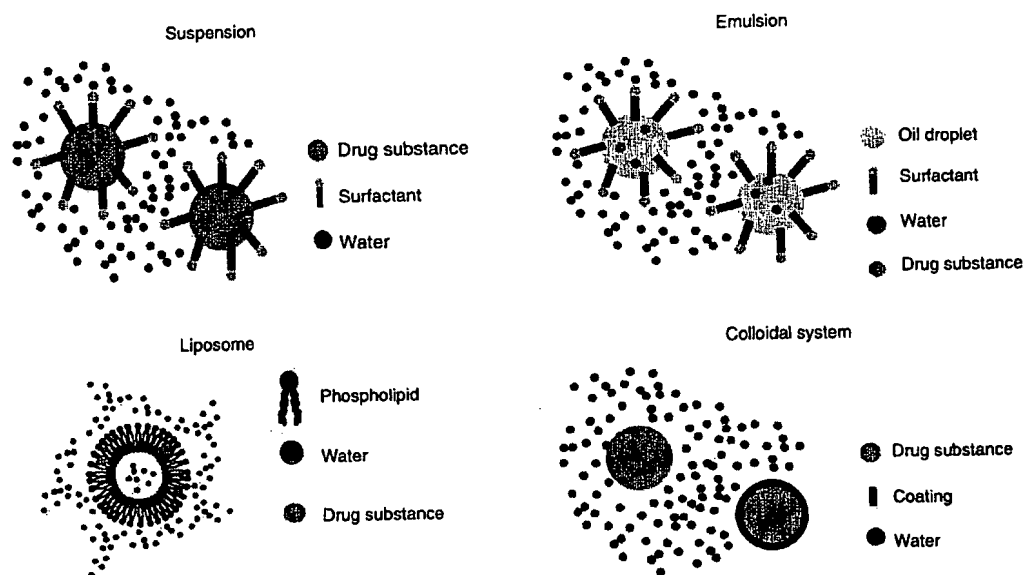 Suspension
Drug substance
Surfactant
Water
Emulsion
Oil droplet
Surfactant
Water
Drug substance
Liposome
Phospholipid
Water
Drug substance
Colloidal system
Drug substance
Coating
Water